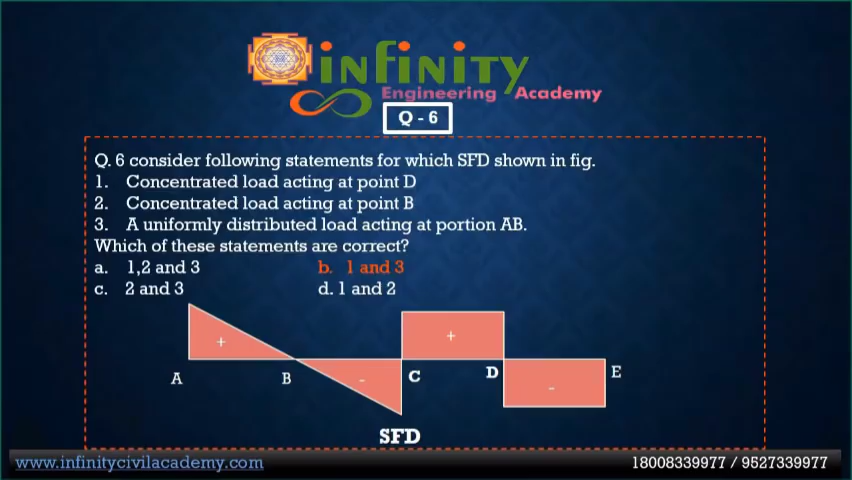 infinity
Engineering Academy
Q - 6
Q. 6 consider following statements for which SFD shown in fig.
1. Concentrated load acting at point D
2. Concentrated load acting at point B
3. A uniformly distributed load acting at portion AB.
Which of these statements are correct?
a. 1,2 and 3 b. 1 and 3
c. 2 and 3 d. 1 and 2
+ +
A B - C D - E
SFD
www.infinitycivilacademy.com 18008339977 / 9527339977